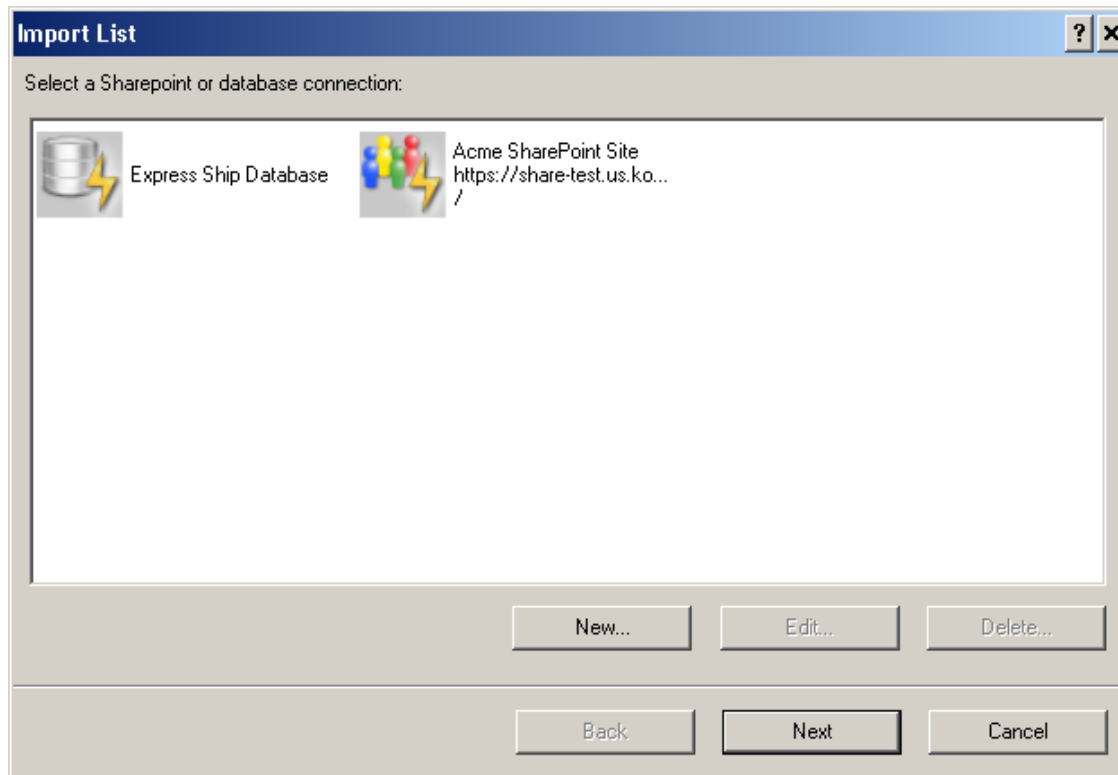 Import List
?
Select a Sharepoint or database connection:
Express Ship Database
Acme SharePoint Site
https://share-test.us.ko...
/
New...
Edit...
Delete...
Back
Next
Cancel